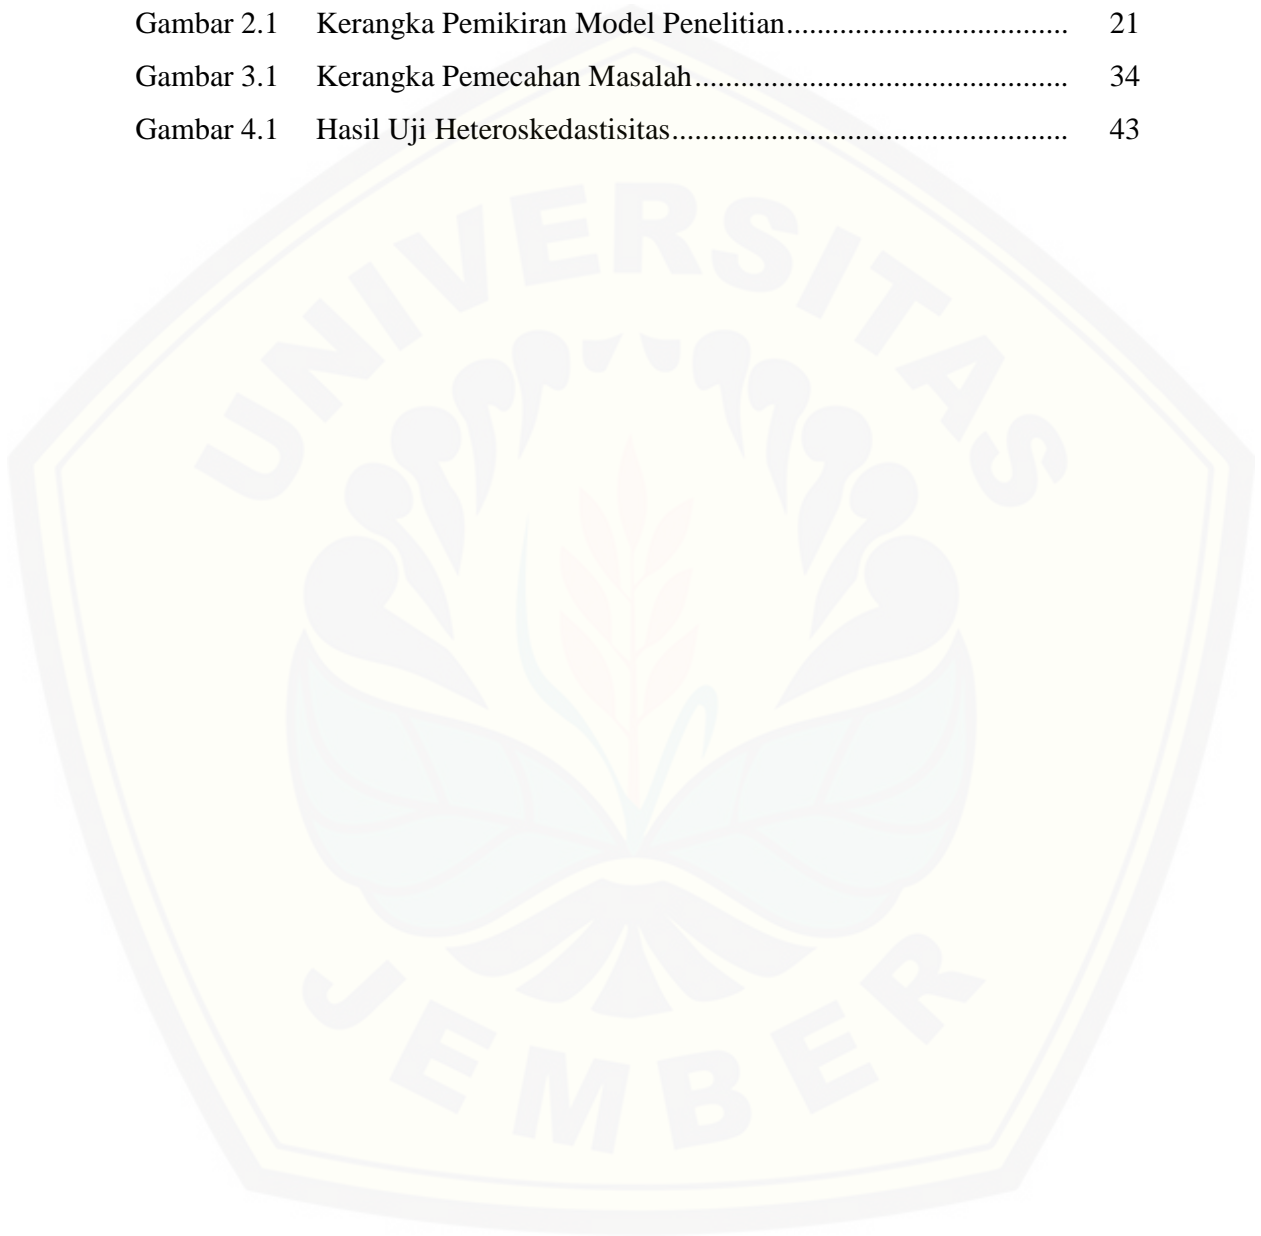 Gambar 2.1 Kerangka Pemikiran Model Penelitian.................................... 21
Gambar 3.1 Kerangka Pemecahan Masalah................................................ 34
Gambar 4.1 Hasil Uji Heteroskedastisitas................................................... 43
UNIVERSITAS
JEMBER